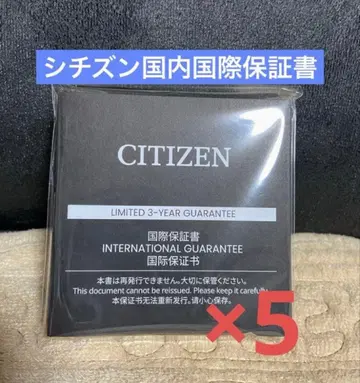 シチズン国内国際保証書
CITIZEN
LIMITED 3-YEAR GUARANTEE
国際保証書
INTERNATIONAL GUARANTEE
国际保证书
本書は再発行できません。大切に保管ください。
This document cannot be reissued. Please keep it carefully.
本保证书无法重新发行。请小心保存。
×5